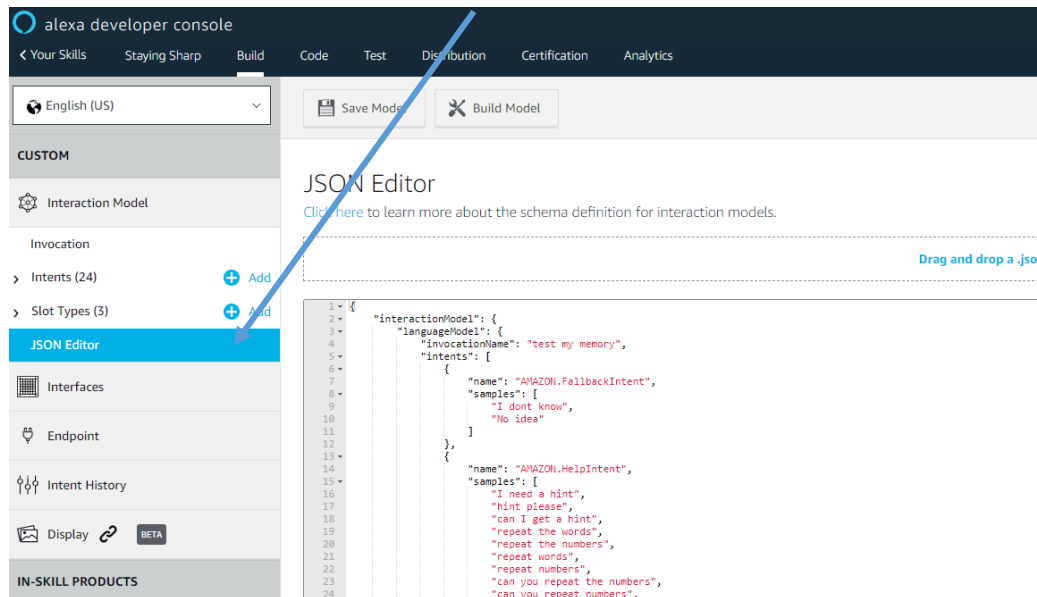 alexa developer console
Your Skills Staying Sharp Build Code Test Distribution Certification Analytics
English (US)
Save Model Build Model
CUSTOM
JSON Editor
Interaction Model
Click here to learn more about the schema definition for interaction models.
Invocation
Drag and drop a .jso
Intents (24) Add
Slot Types (3) Add
JSON Editor
Interfaces
Endpoint
Intent History
Display BETA
IN-SKILL PRODUCTS
1 {
2 "interactionModel": {
3 "languageModel": {
4 "invocationName": "test my memory",
5 "intents": [
6 {
7 "name": "AMAZON.FallbackIntent",
8 "samples": [
9 "I dont know",
10 "No idea"
11 ]
12 },
13 {
14 "name": "AMAZON.HelpIntent",
15 "samples": [
16 "I need a hint",
17 "hint please",
18 "can I get a hint",
19 "repeat the words",
20 "repeat the numbers",
21 "repeat words",
22 "repeat numbers",
23 "can you repeat the numbers",
24 "can you repeat numbers",